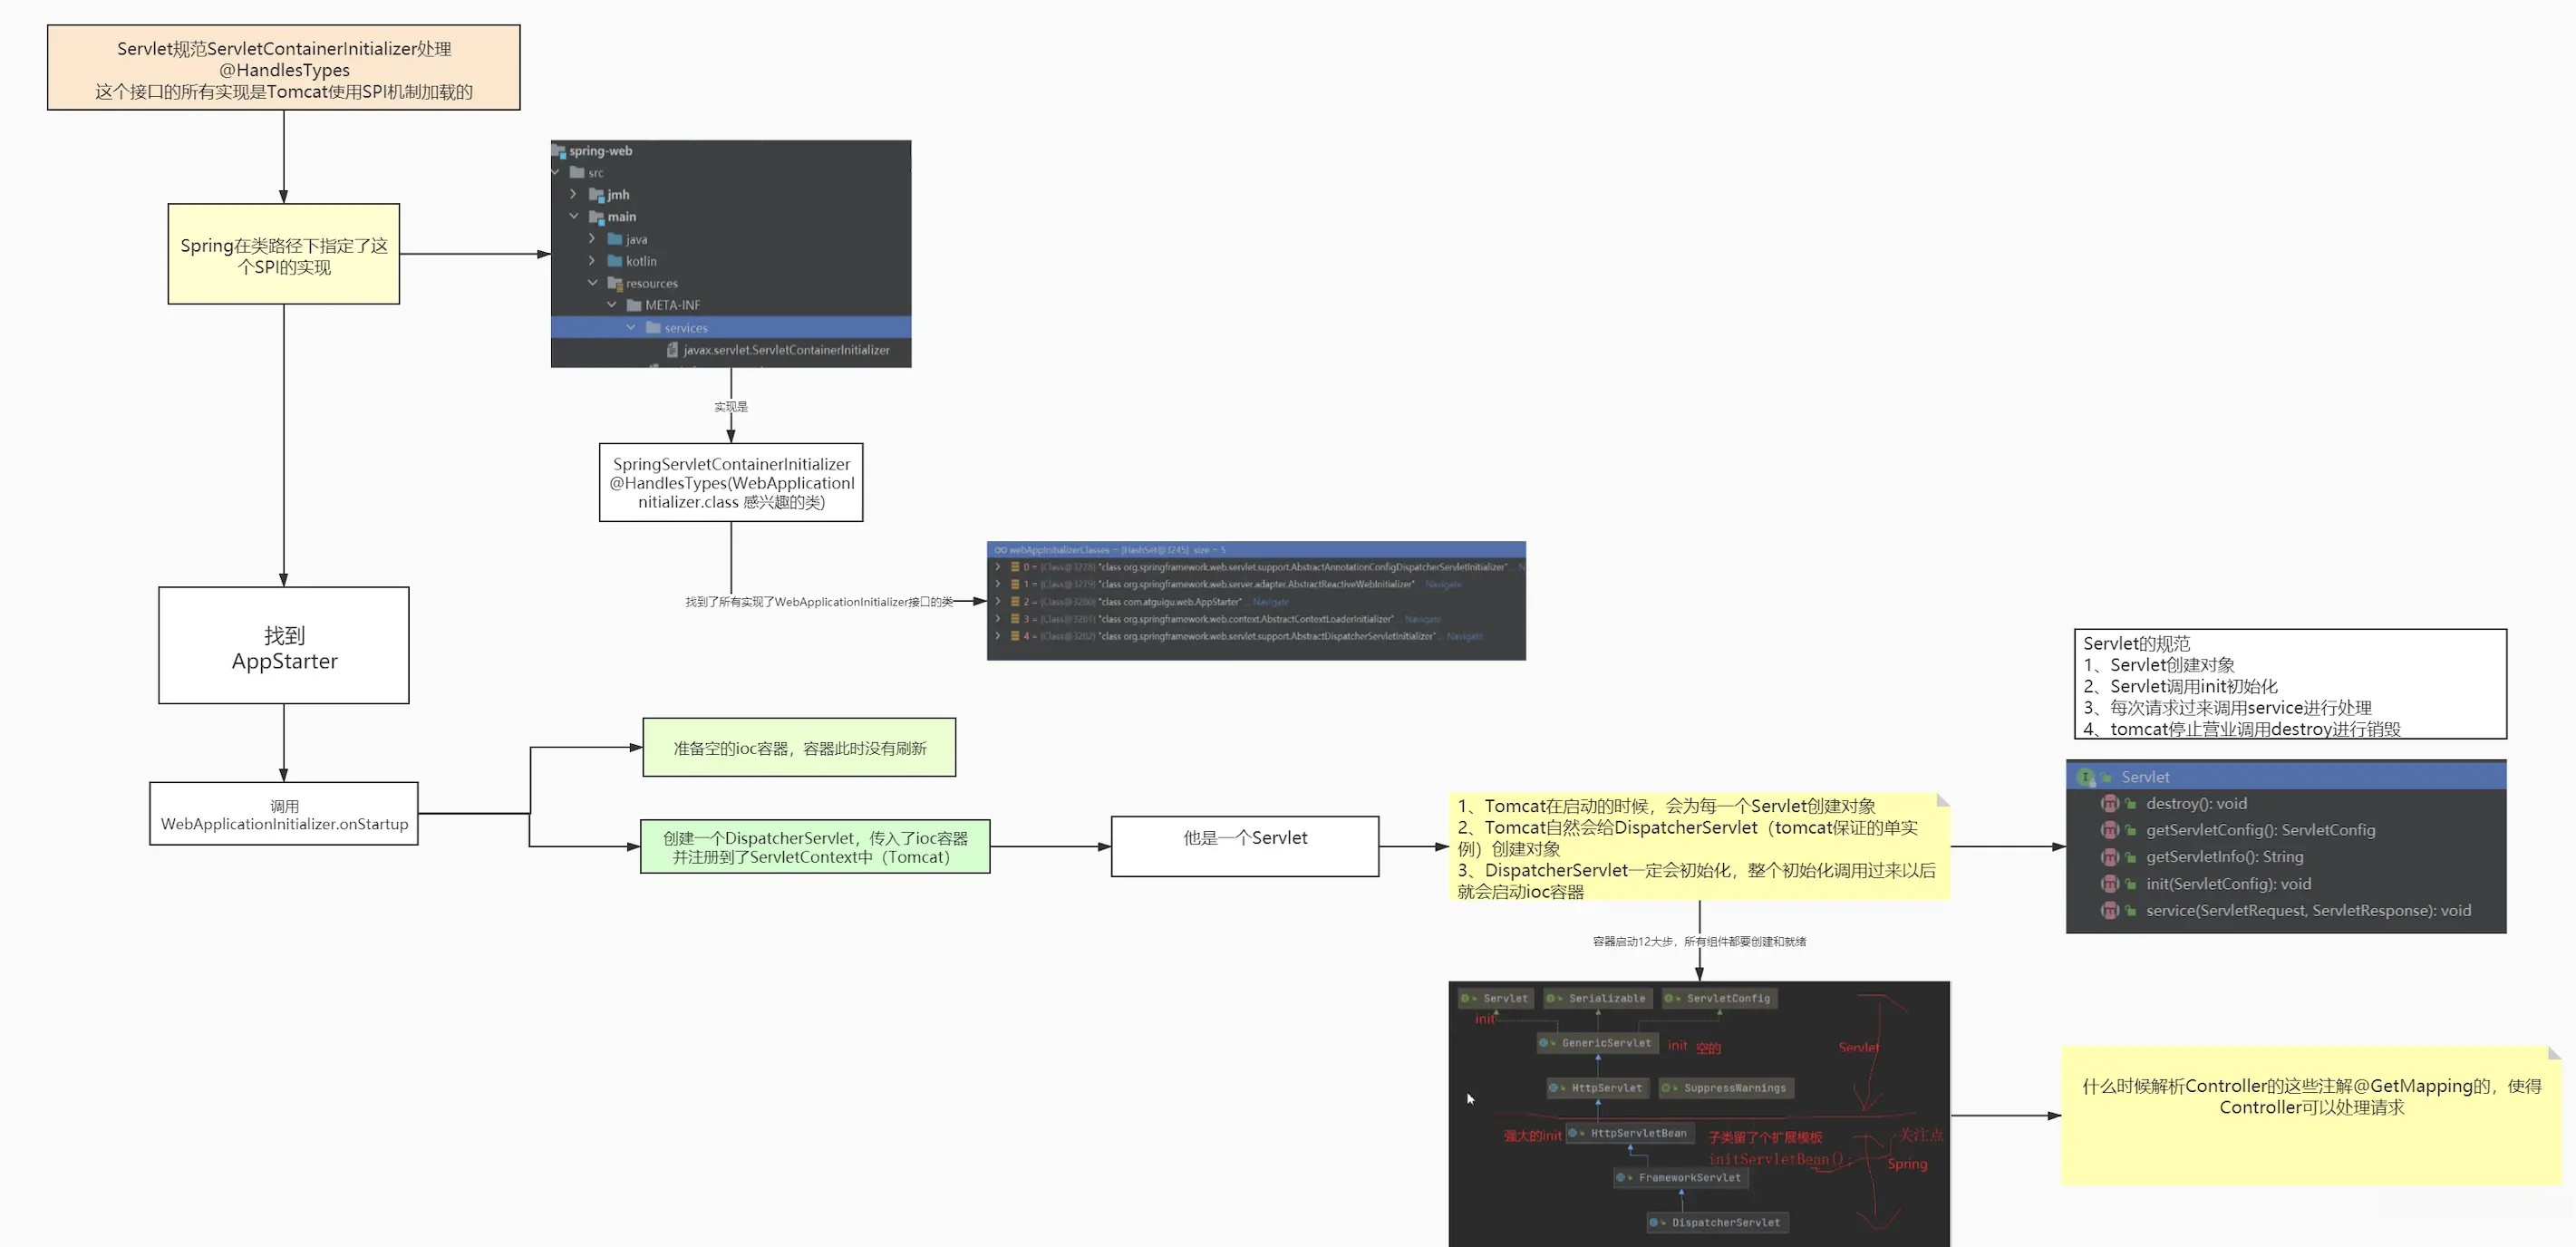 Servlet规范ServletContainerInitializer处理
@HandlesTypes
这个接口的所有实现是Tomcat使用SPI机制加载的
Spring在类路径下指定了这
个SPI的实现
spring-web
src
jmh
main
java
kotlin
resources
META-INF
services
javax.servlet.ServletContainerInitializer
实现是
SpringServletContainerInitializer
@HandlesTypes(WebApplicationI
nitializer.class 感兴趣的类)
找到了所有实现了WebApplicationInitializer接口的类
webAppInitializerClasses = {HashSet@3245} size = 5
0 = {Class@3278} "class org.springframework.web.servlet.support.AbstractAnnotationConfigDispatcherServletInitializer" ... N
1 = {Class@3279} "class org.springframework.web.server.adapter.AbstractReactiveWebInitializer" ... Navigate
2 = {Class@3280} "class com.atguigu.web.AppStarter" ... Navigate
3 = {Class@3281} "class org.springframework.web.context.AbstractContextLoaderInitializer" ... Navigate
4 = {Class@3282} "class org.springframework.web.servlet.support.AbstractDispatcherServletInitializer" ... Navigate
找到
AppStarter
调用
WebApplicationInitializer.onStartup
准备空的ioc容器，容器此时没有刷新
创建一个DispatcherServlet，传入了ioc容器
并注册到了ServletContext中（Tomcat）
他是一个Servlet
1、Tomcat在启动的时候，会为每一个Servlet创建对象
2、Tomcat自然会给DispatcherServlet（tomcat保证的单实
例）创建对象
3、DispatcherServlet一定会初始化，整个初始化调用过来以后
就会启动ioc容器
Servlet的规范
1、Servlet创建对象
2、Servlet调用init初始化
3、每次请求过来调用service进行处理
4、tomcat停止营业调用destroy进行销毁
Servlet
destroy(): void
getServletConfig(): ServletConfig
getServletInfo(): String
init(ServletConfig): void
service(ServletRequest, ServletResponse): void
容器启动12大步，所有组件都要创建和就绪
Servlet Serializable ServletConfig
init
GenericServlet init 空的
Servlet
HttpServlet SuppressWarnings
强大的init HttpServletBean 子类留了个扩展模板 关注点
initServletBean(); Spring
FrameworkServlet
DispatcherServlet
什么时候解析Controller的这些注解@GetMapping的，使得
Controller可以处理请求